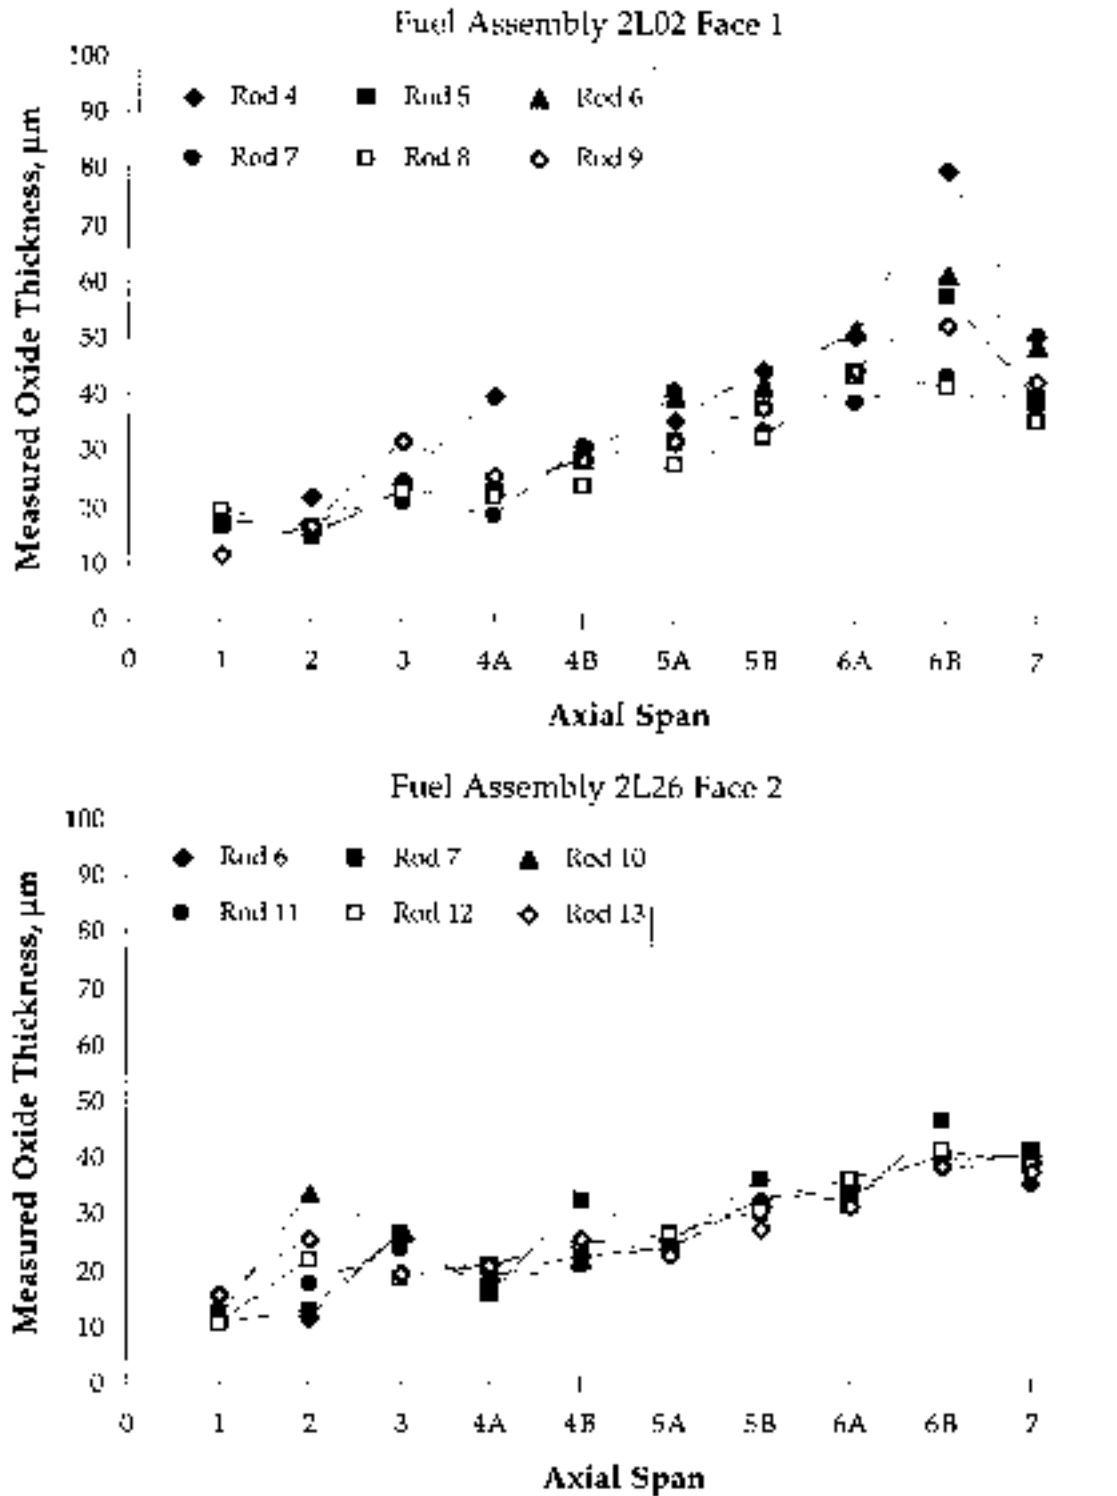 Fuel Assembly 2L02 Face 1
100
Rod 4 Rod 5 Rod 6
90
Rod 7 Rod 8 Rod 9
80
70
60
50
40
30
20
10
0
Measured Oxide Thickness, µm
0 1 2 3 4A 4B 5A 5B 6A 6B 7
Axial Span
Fuel Assembly 2L26 Face 2
100
Rod 6 Rod 7 Rod 10
90
Rod 11 Rod 12 Rod 13
80
70
60
50
40
30
20
10
0
Measured Oxide Thickness, µm
0 1 2 3 4A 4B 5A 5B 6A 6B 7
Axial Span